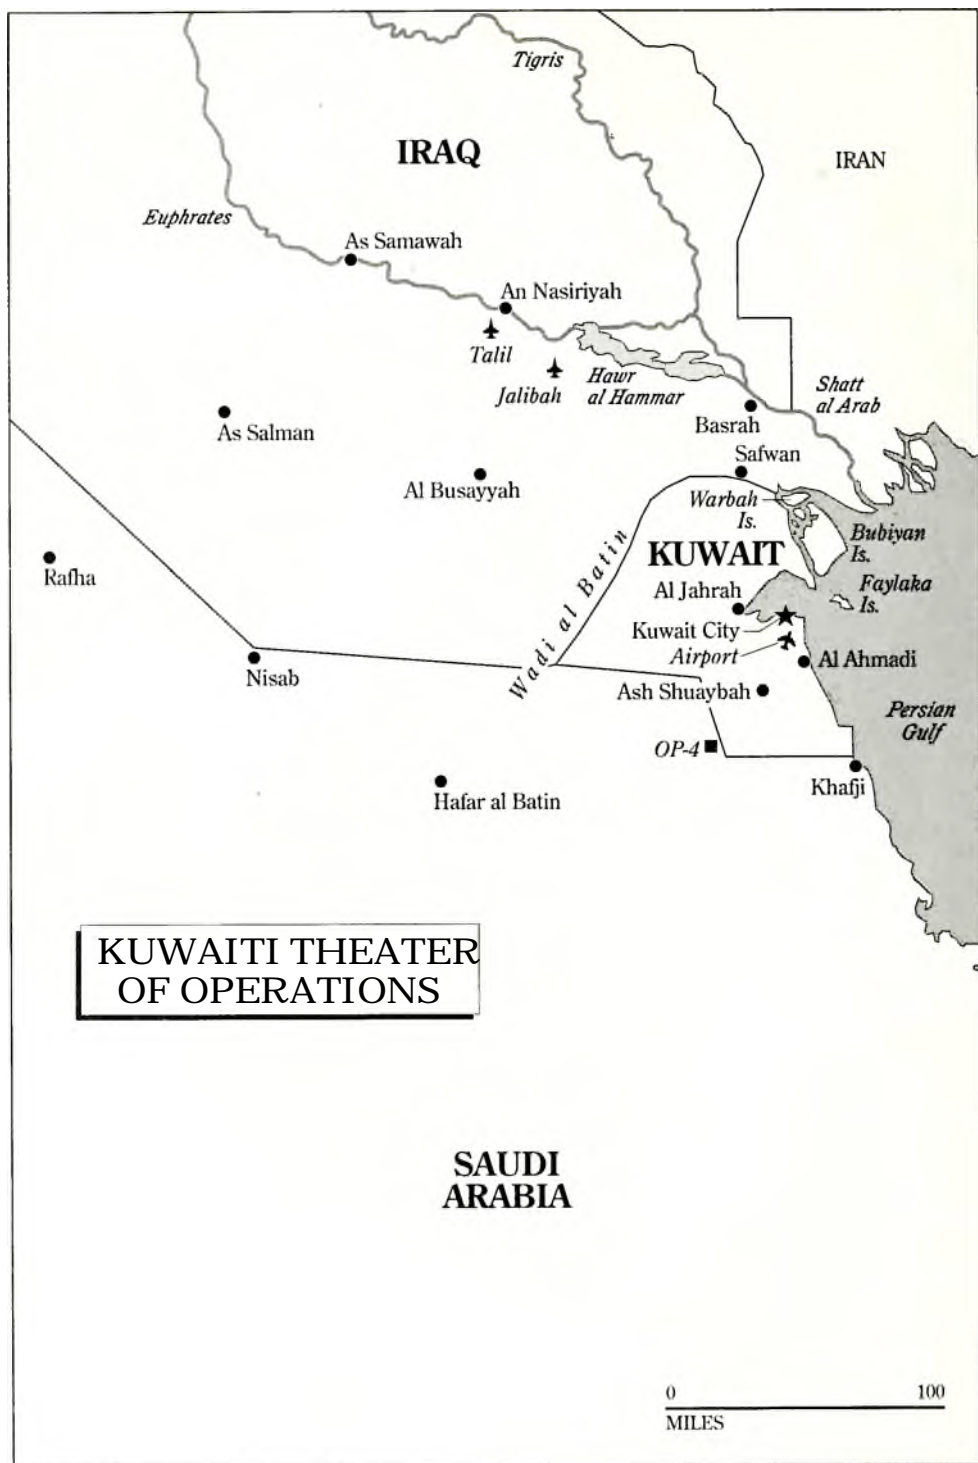 Tigris
IRAQ
IRAN
Euphrates
As Samawah
An Nasiriyah
Talil
Jalibah
Hawr
al Hammar
Shatt
al Arab
Basrah
As Salman
Safwan
Al Busayyah
Warbah
Is.
Bubiyan
Is.
KUWAIT
Wadi al Batin
Rafha
Al Jahrah
Faylaka
Is.
Kuwait City
Airport
Al Ahmadi
Nisab
Ash Shuaybah
Persian
Gulf
OP-4
Khafji
Hafar al Batin
KUWAITI THEATER
OF OPERATIONS
SAUDI
ARABIA
0 100
MILES